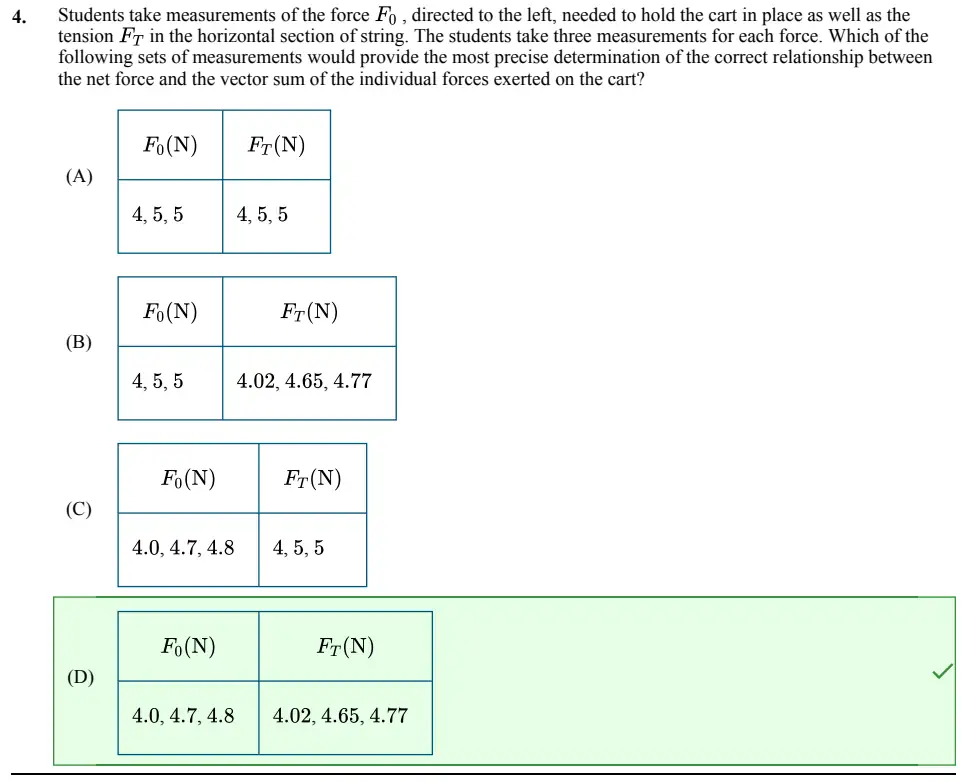 4. Students take measurements of the force F₀ , directed to the left, needed to hold the cart in place as well as the
tension F_T in the horizontal section of string. The students take three measurements for each force. Which of the
following sets of measurements would provide the most precise determination of the correct relationship between
the net force and the vector sum of the individual forces exerted on the cart?
(A)
F₀(N) F_T(N)
4, 5, 5 4, 5, 5
(B)
F₀(N) F_T(N)
4, 5, 5 4.02, 4.65, 4.77
(C)
F₀(N) F_T(N)
4.0, 4.7, 4.8 4, 5, 5
(D)
F₀(N) F_T(N)
4.0, 4.7, 4.8 4.02, 4.65, 4.77